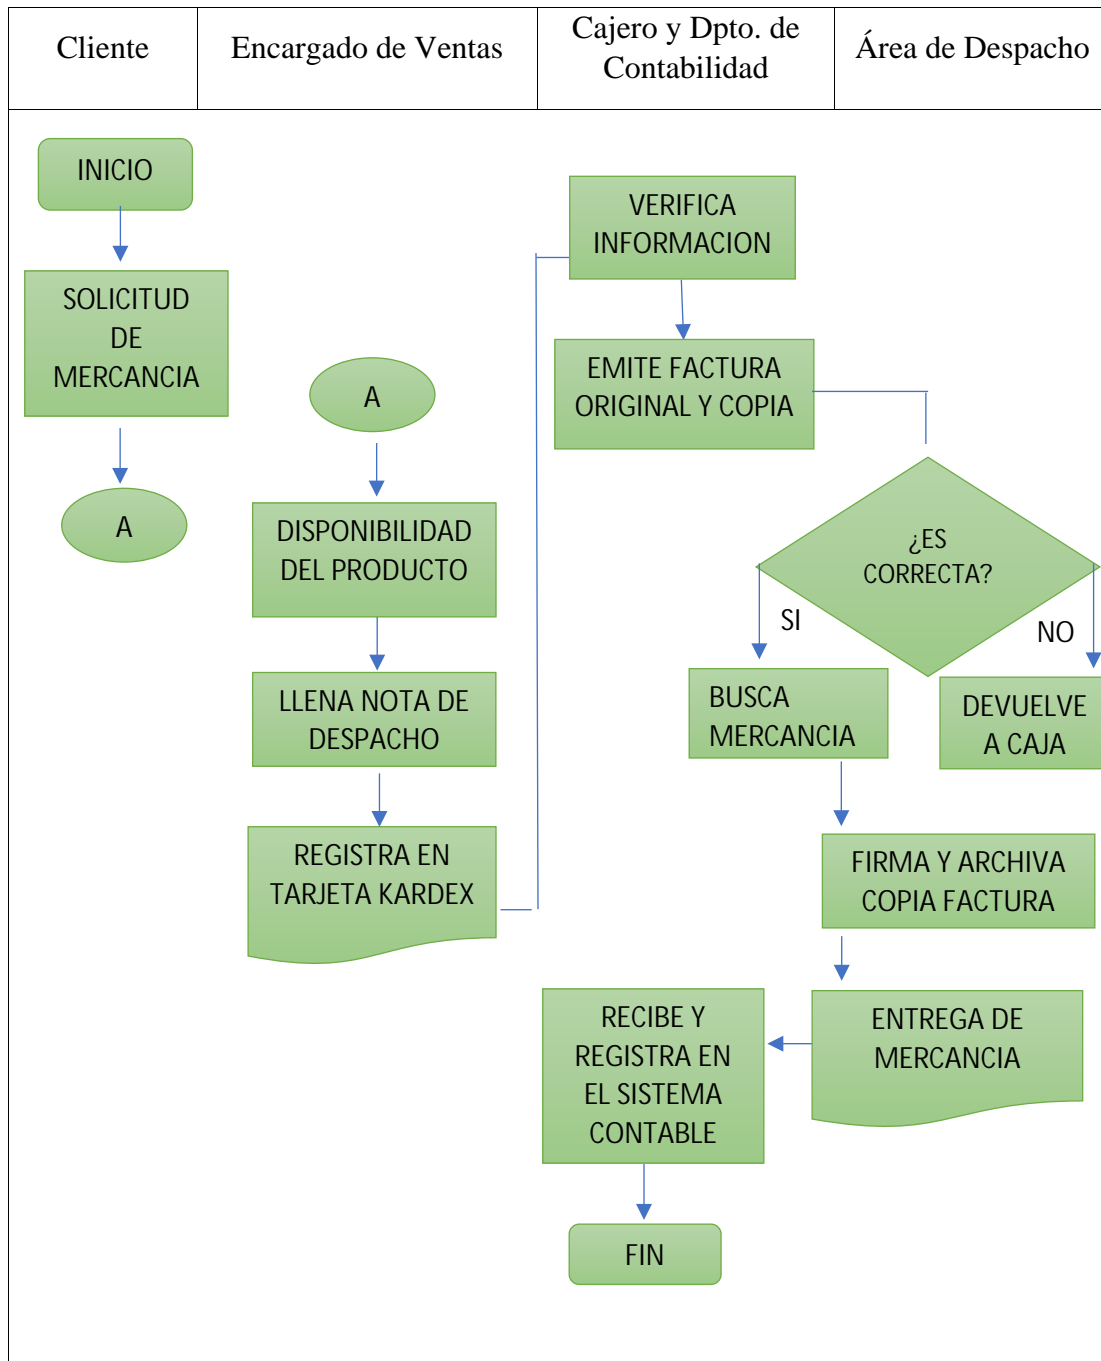 Cliente
Encargado de Ventas
Cajero y Dpto. de
Contabilidad
Área de Despacho
INICIO
SOLICITUD
DE
MERCANCIA
A
A
DISPONIBILIDAD
DEL PRODUCTO
LLENA NOTA DE
DESPACHO
REGISTRA EN
TARJETA KARDEX
VERIFICA
INFORMACION
EMITE FACTURA
ORIGINAL Y COPIA
¿ES
CORRECTA?
SI
NO
BUSCA
MERCANCIA
DEVUELVE
A CAJA
FIRMA Y ARCHIVA
COPIA FACTURA
ENTREGA DE
MERCANCIA
RECIBE Y
REGISTRA EN
EL SISTEMA
CONTABLE
FIN